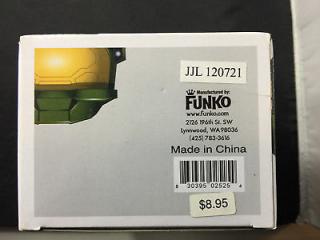 JJL 120721
Manufactured by:
FUNKO
www.funko.com
2126 196th St. SW
Lynnwood, WA 98036
(425) 783-3616
Made in China
8 30395 02525 4
$8.95